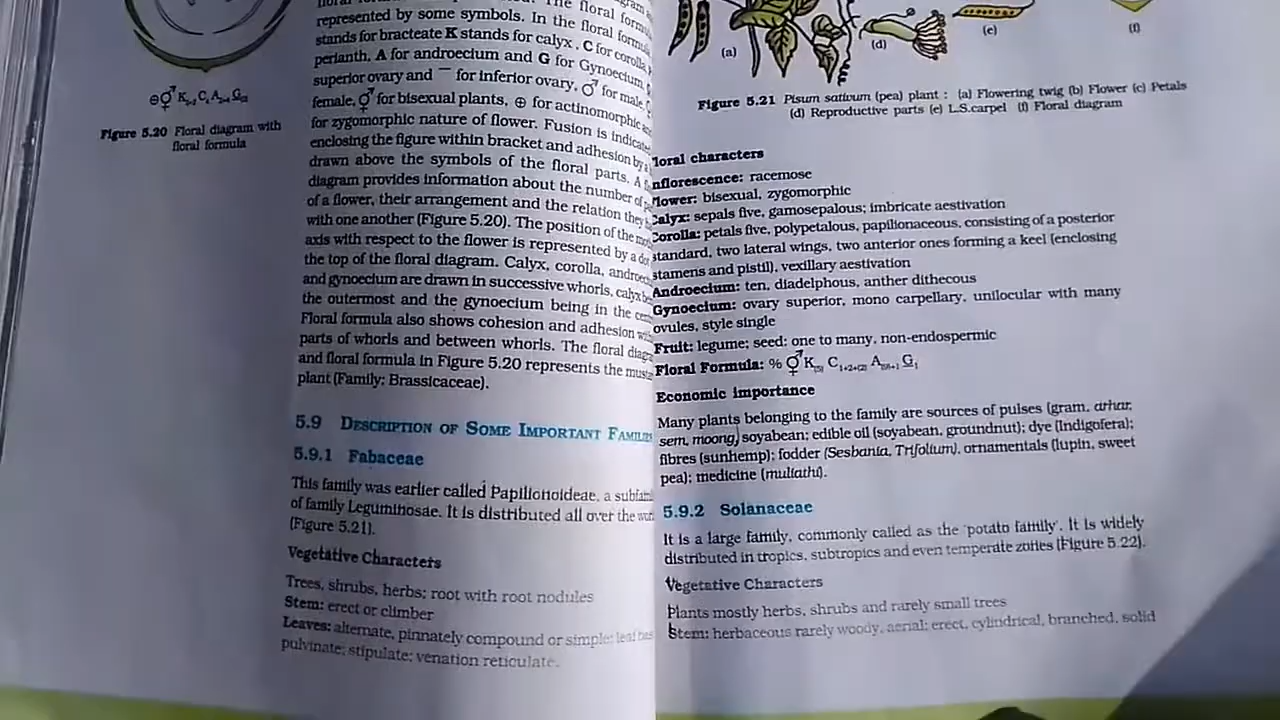 ⊕ ⚥ K2+2 C4 A2+4 G(2)
Figure 5.20 Floral diagram with
floral formula
represented by some symbols. In the floral
stands for bracteate K stands for calyx , C for corolla,
perianth, A for androecium and G for Gynoecium,
superior ovary and — for inferior ovary, ♂ for male,
female, ⚥ for bisexual plants, ⊕ for actinomorphic
for zygomorphic nature of flower. Fusion is
enclosing the figure within bracket and adhesion by
drawn above the symbols of the floral parts. A
diagram provides information about the number of
of a flower, their arrangement and the relation they
with one another (Figure 5.20). The position of the
axis with respect to the flower is represented by a
the top of the floral diagram. Calyx, corolla,
and gynoecium are drawn in successive whorls, calyx
the outermost and the gynoecium being in the
Floral formula also shows cohesion and adhesion
parts of whorls and between whorls. The floral
and floral formula in Figure 5.20 represents the
plant (Family: Brassicaceae).
5.9 DESCRIPTION OF SOME IMPORTANT
5.9.1 Fabaceae
This family was earlier called Papilionoideae, a
of family Leguminosae. It is distributed all over the
(Figure 5.21).
Vegetative Characters
Trees, shrubs, herbs; root with root nodules
Stem: erect or climber
Leaves: alternate, pinnately compound or simple; leaf
pulvinate; stipulate; venation reticulate.
(a)
(d)
(e)
(f)
Figure 5.21 Pisum sativum (pea) plant : (a) Flowering twig (b) Flower (c) Petals
(d) Reproductive parts (e) L.S.carpel (f) Floral diagram
characters
racemose
bisexual, zygomorphic
sepals five, gamosepalous; imbricate aestivation
Corolla: petals five, polypetalous, papilionaceous, consisting of a posterior
standard, two lateral wings, two anterior ones forming a keel (enclosing
stamens and pistil), vexillary aestivation
Androecium: ten, diadelphous, anther dithecous
Gynoecium: ovary superior, mono carpellary, unilocular with many
ovules, style single
Fruit: legume; seed: one to many, non-endospermic
Floral Formula: % ⚥ K(5) C1+2+(2) A(9)+1 G1
Economic importance
Many plants belonging to the family are sources of pulses (gram, arhar,
sem, moong, soyabean; edible oil (soyabean, groundnut); dye (Indigofera);
fibres (sunhemp); fodder (Sesbania, Trifolium), ornamentals (lupin, sweet
pea); medicine (muliathi).
5.9.2 Solanaceae
It is a large family, commonly called as the 'potato family'. It is widely
distributed in tropics, subtropics and even temperate zones (Figure 5.22).
Vegetative Characters
Plants mostly herbs, shrubs and rarely small trees
Stem: herbaceous rarely woody, aerial; erect, cylindrical, branched, solid